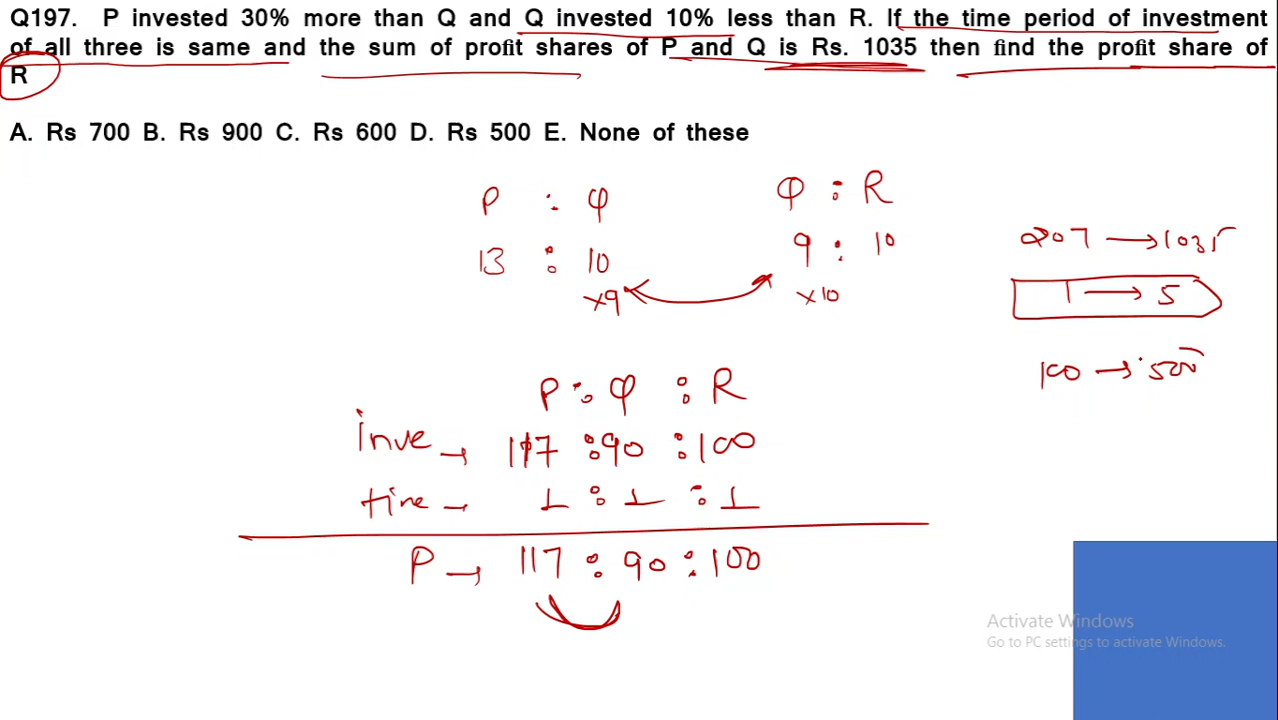 Q197. P invested 30% more than Q and Q invested 10% less than R. If the time period of investment
of all three is same and the sum of profit shares of P and Q is Rs. 1035 then find the profit share of
R
A. Rs 700 B. Rs 900 C. Rs 600 D. Rs 500 E. None of these
P : Q
13 : 10
×9
Q : R
9 : 10
×10
207 → 1035
1 → 5
100 → 500
P : Q : R
inve → 117 : 90 : 100
time → 1 : 1 : 1
P → 117 : 90 : 100
Activate Windows
Go to PC settings to activate Windows.